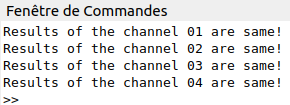 Fenêtre de Commandes
Results of the channel 01 are same!
Results of the channel 02 are same!
Results of the channel 03 are same!
Results of the channel 04 are same!
>>